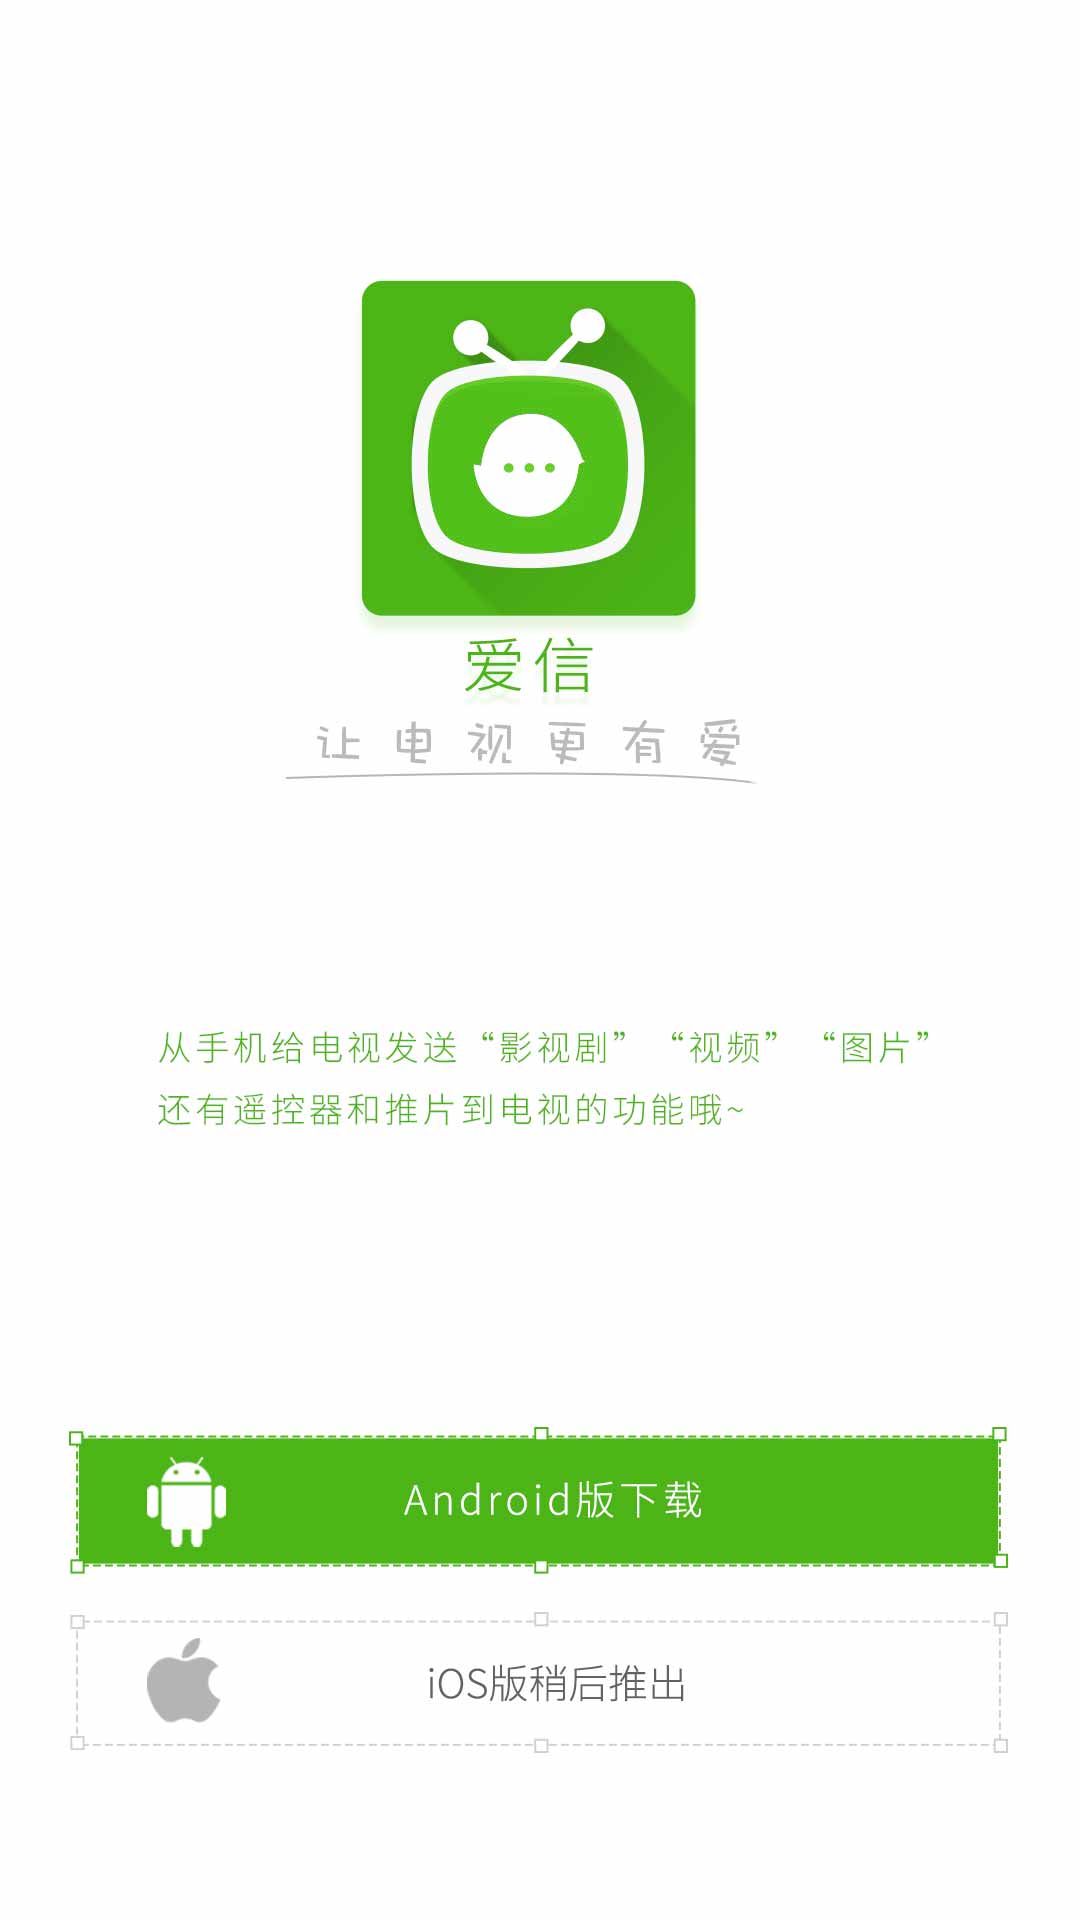 爱信
让电视更有爱
从手机给电视发送“影视剧”“视频”“图片”
还有遥控器和推片到电视的功能哦~
Android版下载
iOS版稍后推出